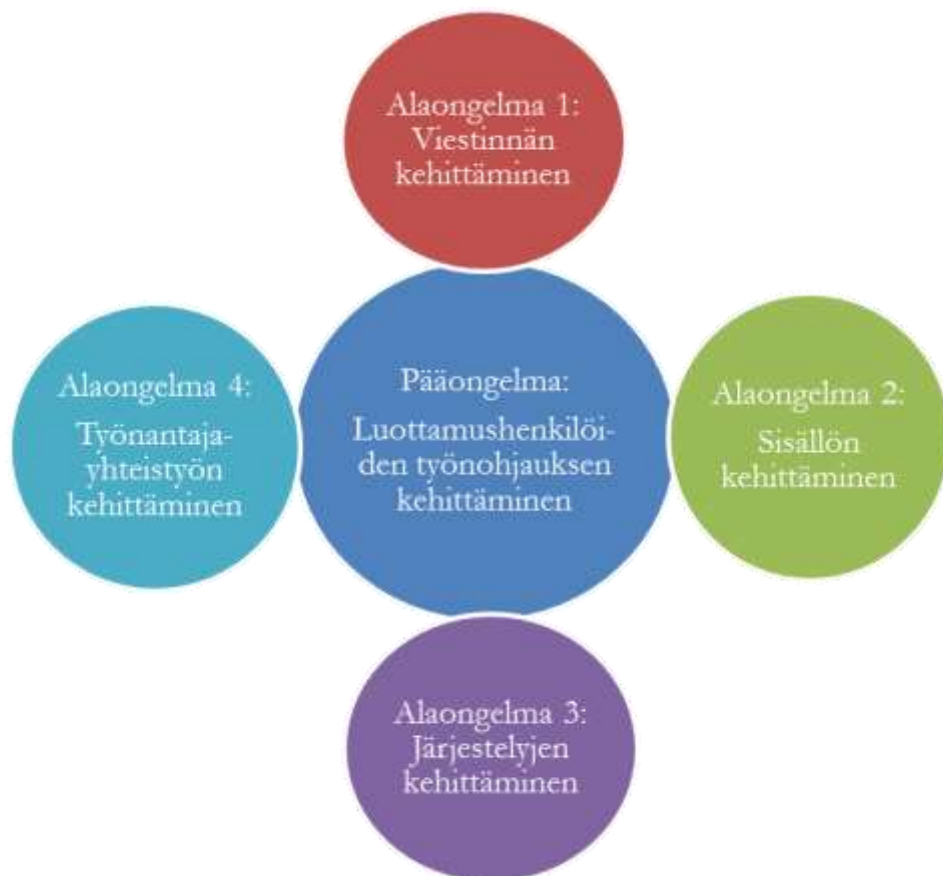 Alaongelma 1:
Viestinnän
kehittäminen
Pääongelma:
Luottamushenkilöi-
den työnohjauksen
kehittäminen
Alaongelma 2:
Sisällön
kehittäminen
Alaongelma 3:
Järjestelyjen
kehittäminen
Alaongelma 4:
Työnantaja-
yhteistyön
kehittäminen